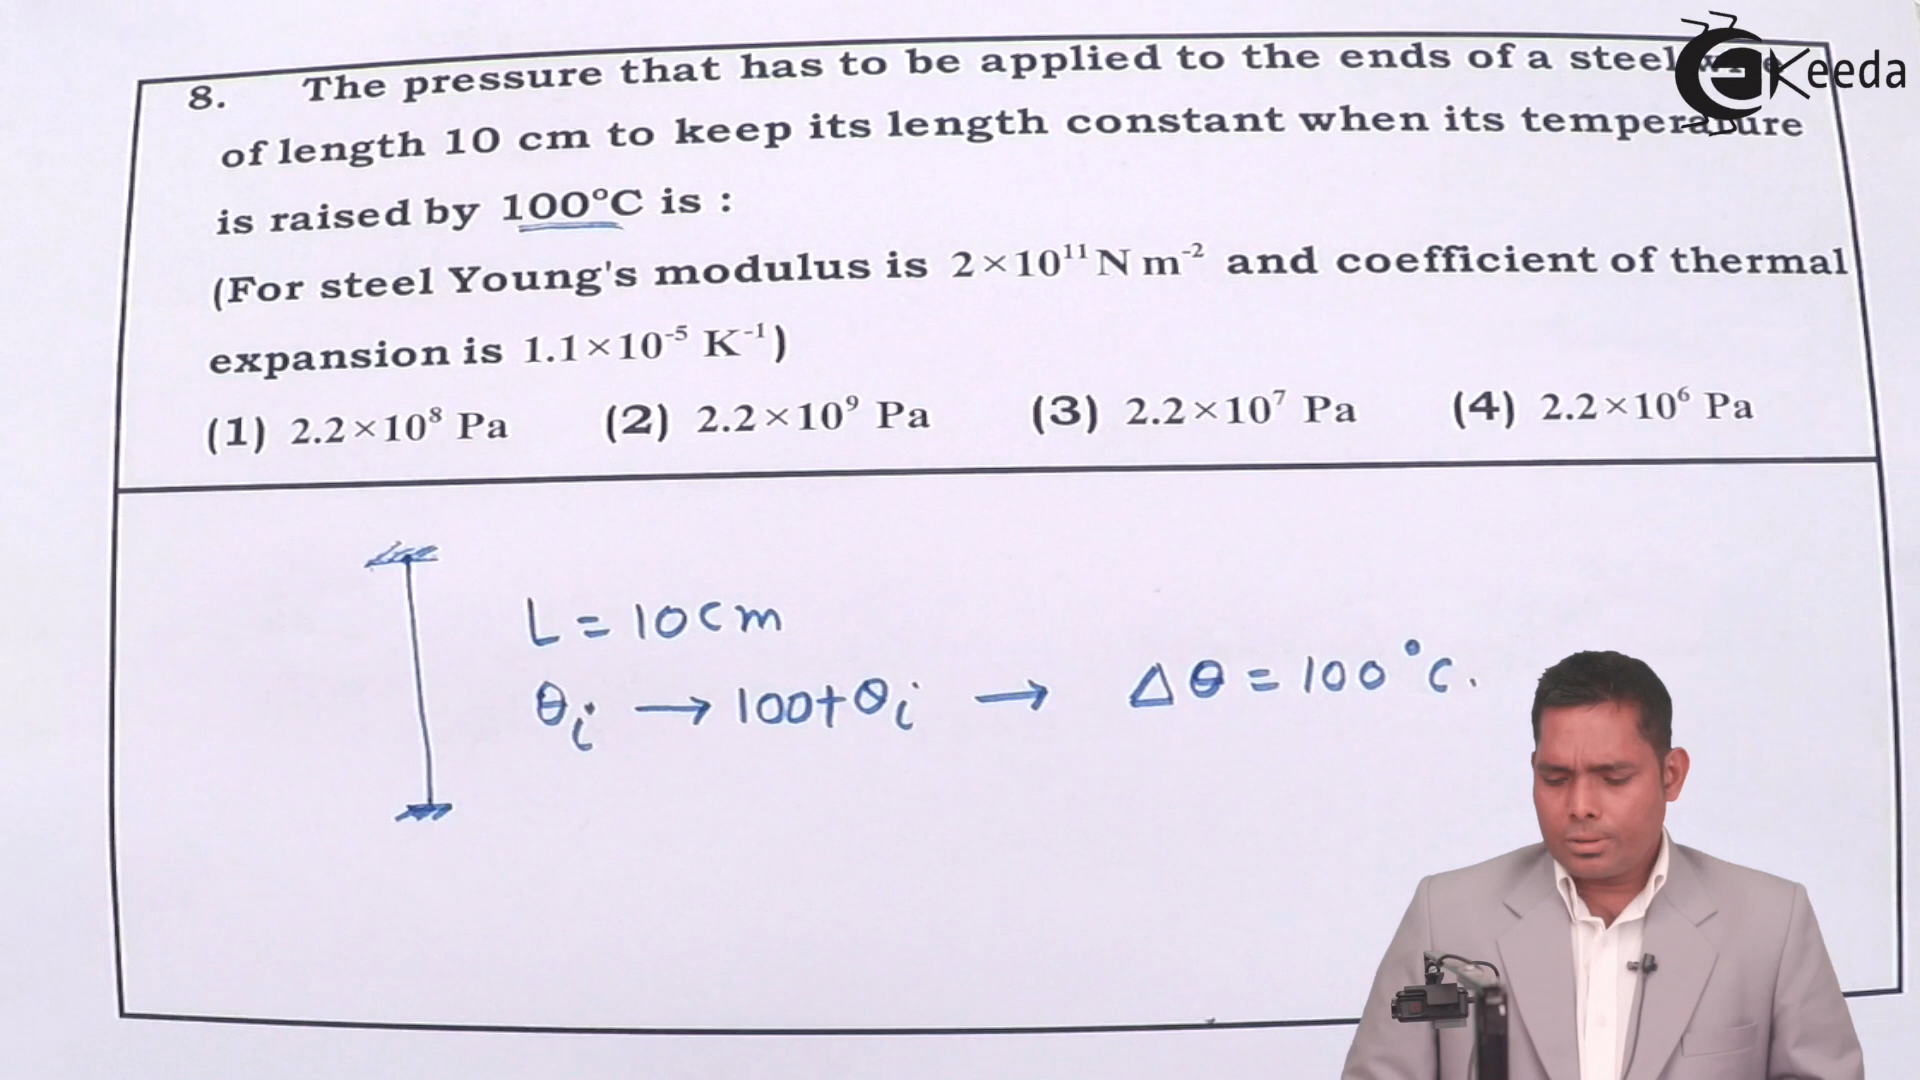 Keeda
8. The pressure that has to be applied to the ends of a steel
of length 10 cm to keep its length constant when its temperature
is raised by 100°C is :
(For steel Young's modulus is 2×10¹¹ N m⁻² and coefficient of thermal
expansion is 1.1×10⁻⁵ K⁻¹)
(1) 2.2×10⁸ Pa (2) 2.2×10⁹ Pa (3) 2.2×10⁷ Pa (4) 2.2×10⁶ Pa
L = 10cm
θi → 100+θi → Δθ = 100°C.